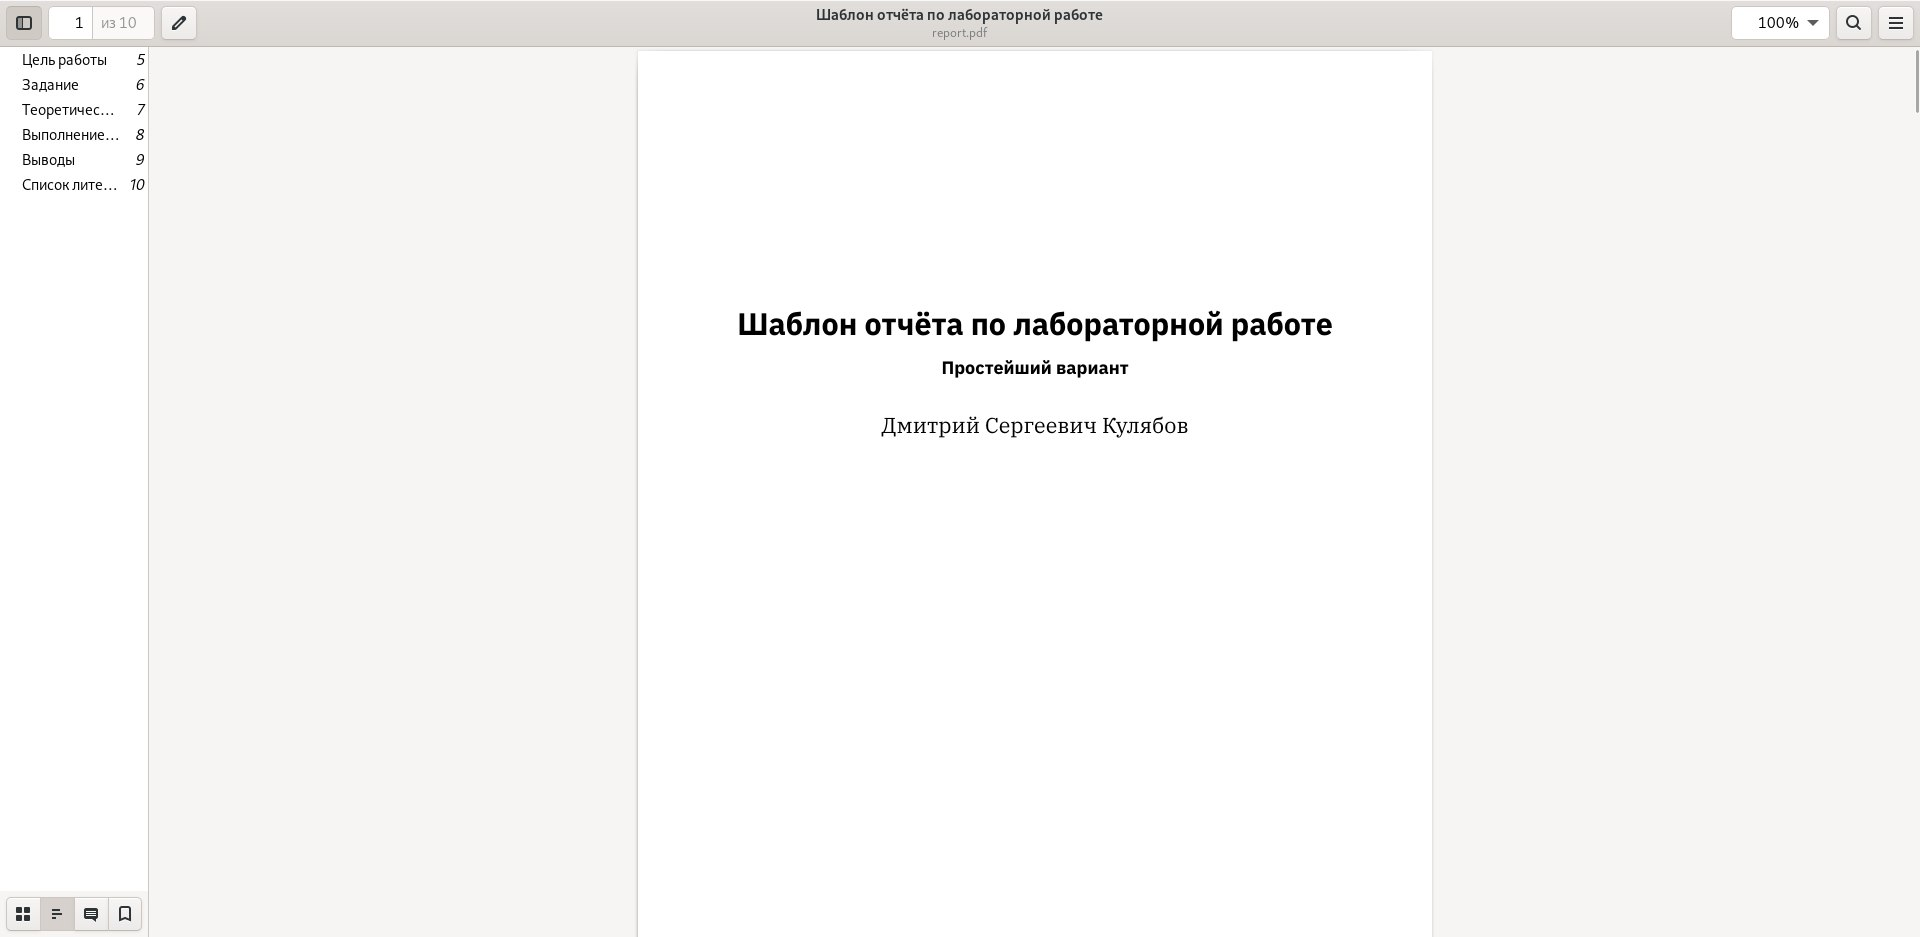 1 из 10
Шаблон отчёта по лабораторной работе
report.pdf
100%
Цель работы 5
Задание 6
Теоретичес… 7
Выполнение… 8
Выводы 9
Список лите… 10
Шаблон отчёта по лабораторной работе
Простейший вариант
Дмитрий Сергеевич Кулябов